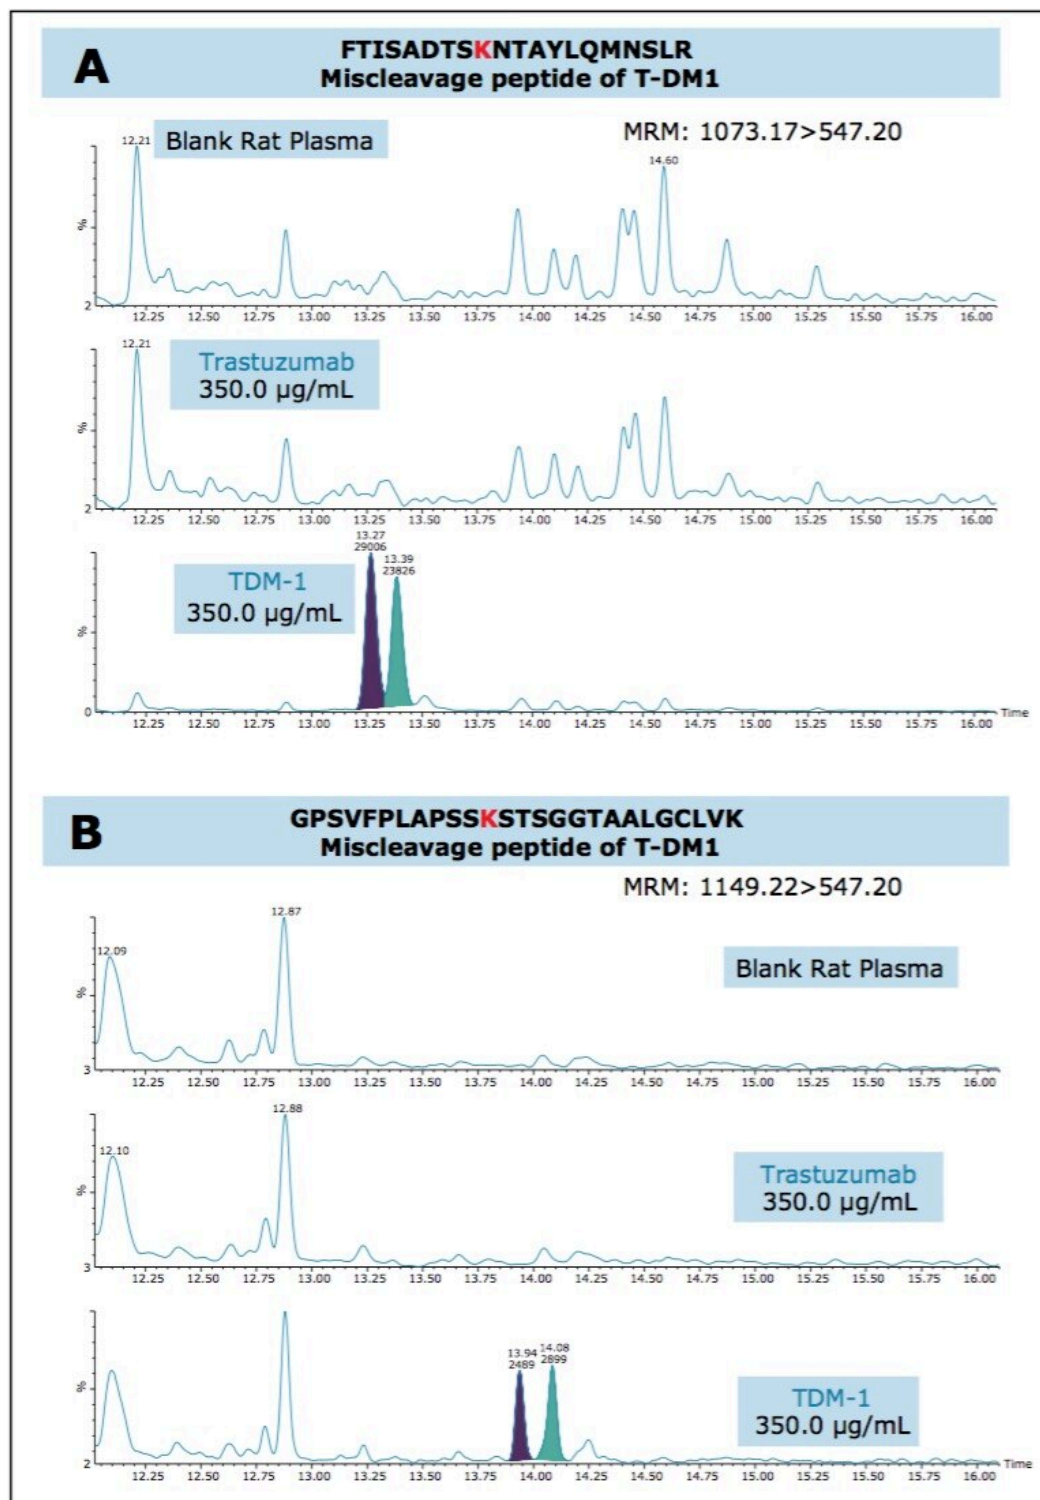 A
FTISADTSKNTAYLQMNSLR
Miscleavage peptide of T-DM1
MRM: 1073.17>547.20
Blank Rat Plasma
12.21
14.60
%
2
12.25 12.50 12.75 13.00 13.25 13.50 13.75 14.00 14.25 14.50 14.75 15.00 15.25 15.50 15.75 16.00
12.21
Trastuzumab
350.0 µg/mL
%
2
12.25 12.50 12.75 13.00 13.25 13.50 13.75 14.00 14.25 14.50 14.75 15.00 15.25 15.50 15.75 16.00
13.27
29006
13.39
23826
TDM-1
350.0 µg/mL
%
0
12.25 12.50 12.75 13.00 13.25 13.50 13.75 14.00 14.25 14.50 14.75 15.00 15.25 15.50 15.75 16.00
Time
B
GPSVFPLAPSSKSTSGGTAALGCLVK
Miscleavage peptide of T-DM1
MRM: 1149.22>547.20
12.09
12.87
Blank Rat Plasma
%
3
12.25 12.50 12.75 13.00 13.25 13.50 13.75 14.00 14.25 14.50 14.75 15.00 15.25 15.50 15.75 16.00
12.10
12.88
Trastuzumab
350.0 µg/mL
%
3
12.25 12.50 12.75 13.00 13.25 13.50 13.75 14.00 14.25 14.50 14.75 15.00 15.25 15.50 15.75 16.00
13.94
2489
14.08
2899
TDM-1
350.0 µg/mL
%
2
12.25 12.50 12.75 13.00 13.25 13.50 13.75 14.00 14.25 14.50 14.75 15.00 15.25 15.50 15.75 16.00
Time